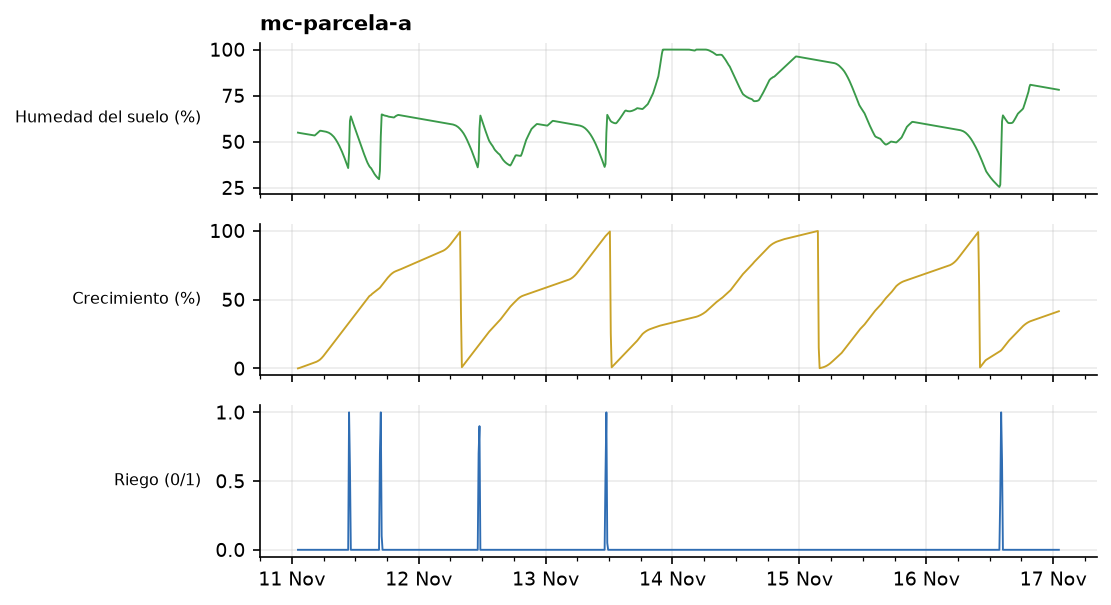 mc-parcela-a
100
75
50
25
Humedad del suelo (%)
100
50
0
Crecimiento (%)
1.0
0.5
0.0
Riego (0/1)
11 Nov 12 Nov 13 Nov 14 Nov 15 Nov 16 Nov 17 Nov